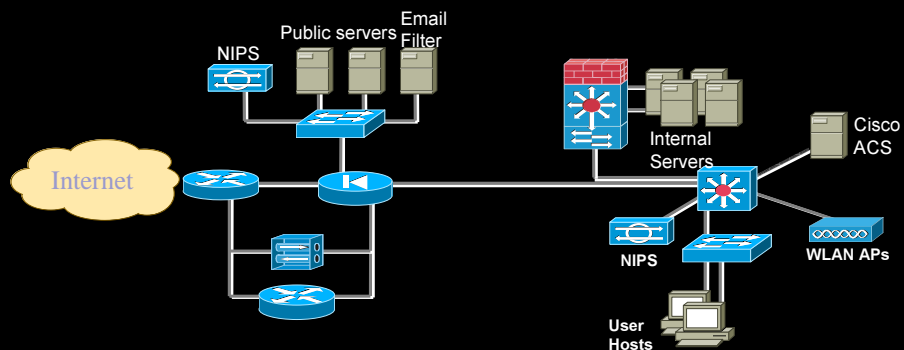 Email
Filter
Public servers
NIPS
Internet
Internal
Servers
Cisco
ACS
NIPS
WLAN APs
User
Hosts